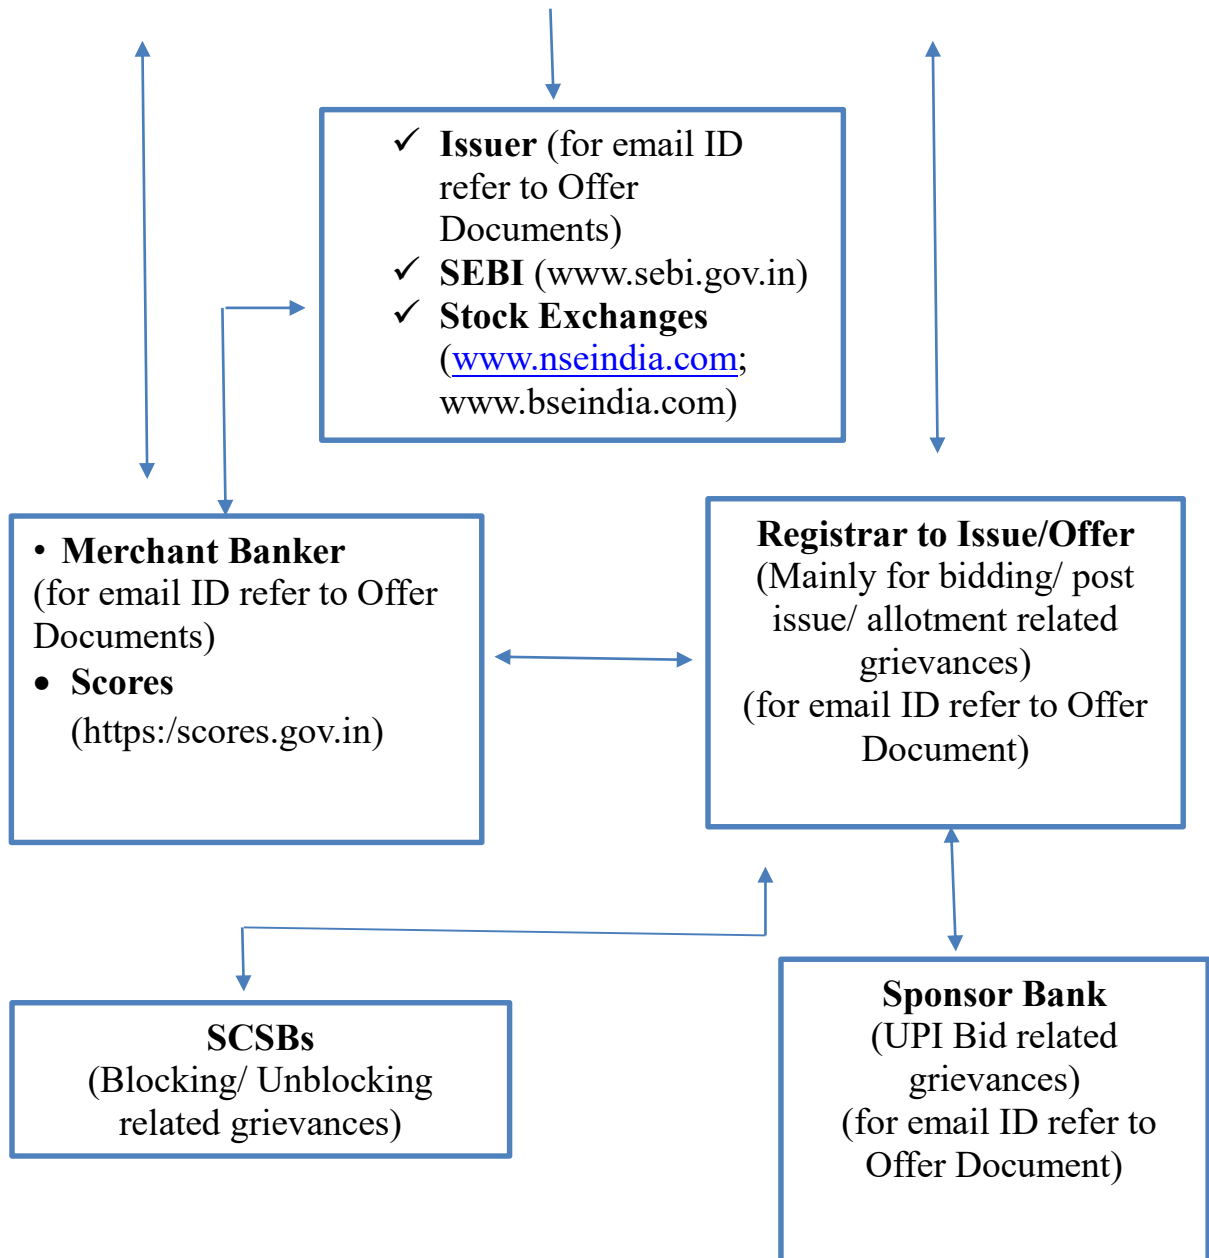 ✓ Issuer (for email ID
refer to Offer
Documents)
✓ SEBI (www.sebi.gov.in)
✓ Stock Exchanges
(www.nseindia.com;
www.bseindia.com)
• Merchant Banker
(for email ID refer to Offer
Documents)
• Scores
(https:/scores.gov.in)
Registrar to Issue/Offer
(Mainly for bidding/ post
issue/ allotment related
grievances)
(for email ID refer to Offer
Document)
SCSBs
(Blocking/ Unblocking
related grievances)
Sponsor Bank
(UPI Bid related
grievances)
(for email ID refer to
Offer Document)